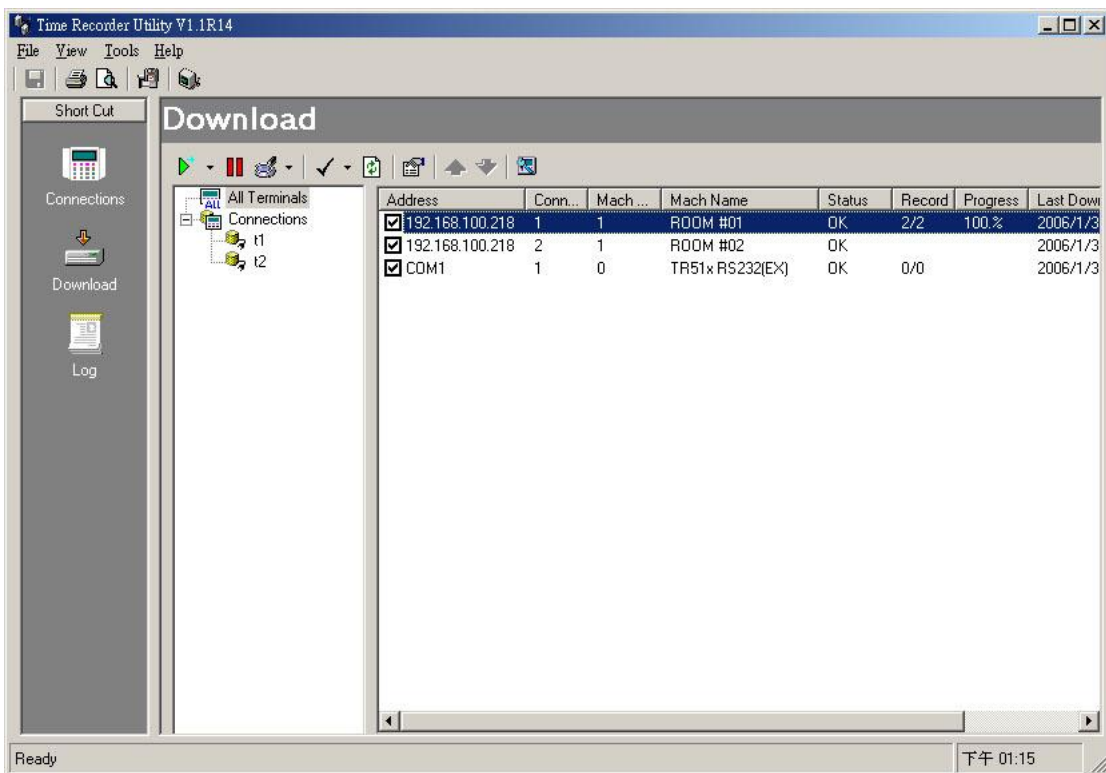 Time Recorder Utility V1.1R14
File View Tools Help
Short Cut
Connections
Download
Log
Download
All Terminals
Connections
t1
t2
Address Conn... Mach ... Mach Name Status Record Progress Last Dow
192.168.100.218 1 1 ROOM #01 OK 2/2 100.% 2006/1/3
192.168.100.218 2 1 ROOM #02 OK 2006/1/3
COM1 1 0 TR51x RS232(EX) OK 0/0 2006/1/3
Ready
下午 01:15